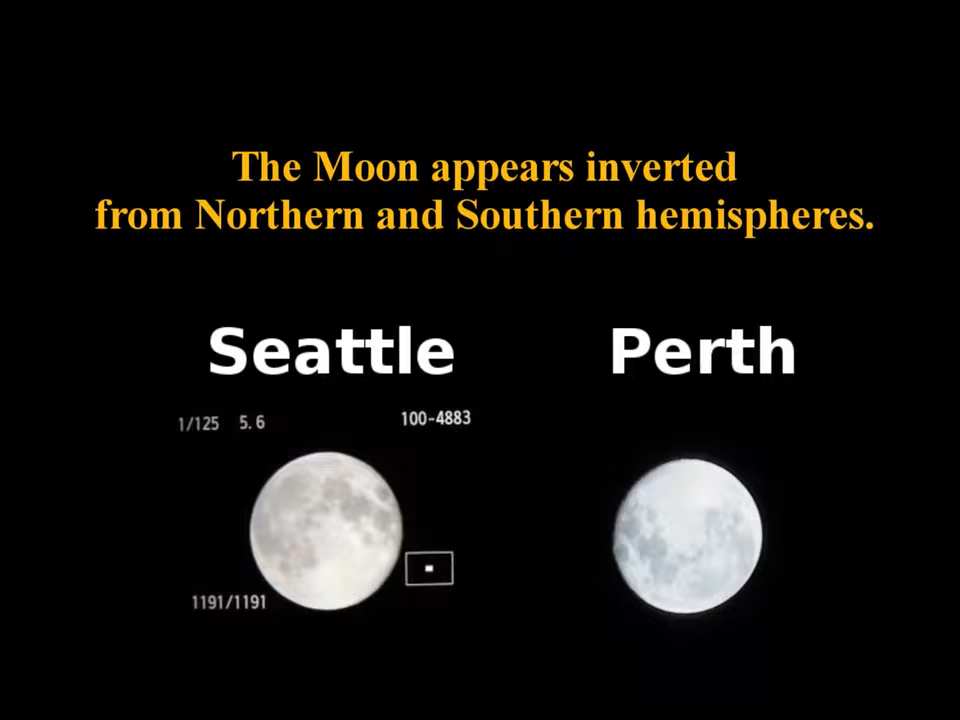 The Moon appears inverted
from Northern and Southern hemispheres.
Seattle Perth
1/125 5.6 100-4883
1191/1191